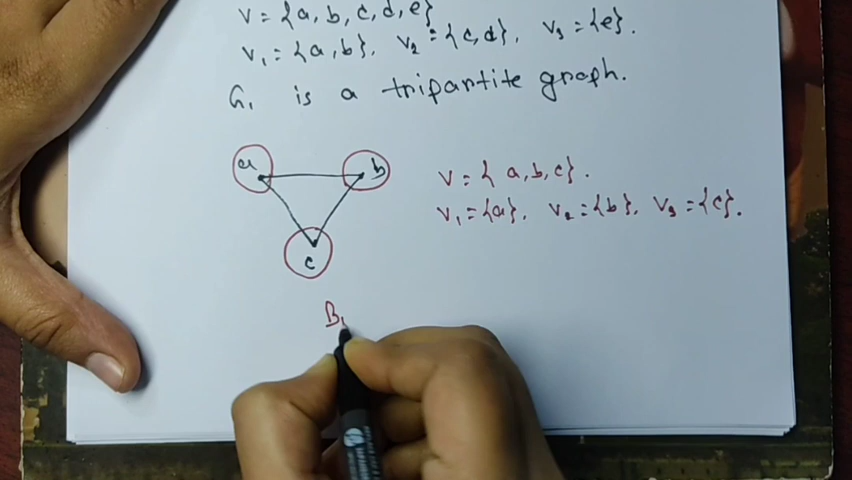 V = {a, b, c, d, e}
V₁ = {a, b}, V₂ = {c, d}, V₃ = {e}.
G₁ is a tripartite graph.
a b
V = { a, b, c}.
V₁ = {a}, V₂ = {b}, V₃ = {c}.
c
B₁